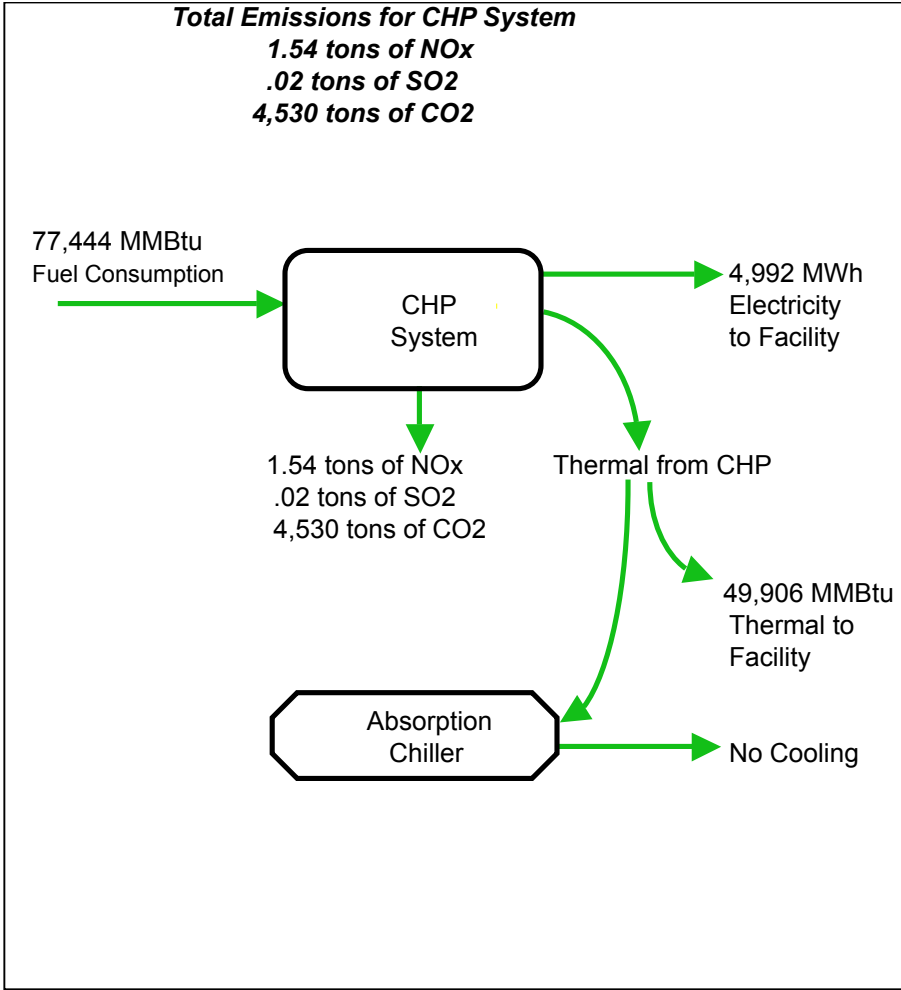 Total Emissions for CHP System
1.54 tons of NOx
.02 tons of SO2
4,530 tons of CO2
77,444 MMBtu
Fuel Consumption
CHP
System
4,992 MWh
Electricity
to Facility
1.54 tons of NOx
.02 tons of SO2
4,530 tons of CO2
Thermal from CHP
49,906 MMBtu
Thermal to
Facility
Absorption
Chiller
No Cooling